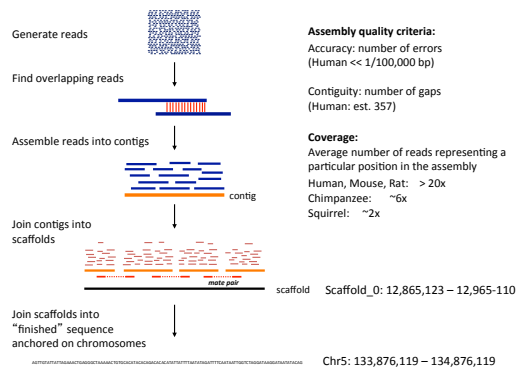 Generate reads
Find overlapping reads
Assemble reads into contigs
contig
Join contigs into
scaffolds
mate pair
scaffold
Scaffold_0: 12,865,123 – 12,965-110
Join scaffolds into
“finished” sequence
anchored on chromosomes
Chr5: 133,876,119 – 134,876,119
Assembly quality criteria:
Accuracy: number of errors
(Human << 1/100,000 bp)
Contiguity: number of gaps
(Human: est. 357)
Coverage:
Average number of reads representing a
particular position in the assembly
Human, Mouse, Rat: > 20x
Chimpanzee: ~6x
Squirrel: ~2x